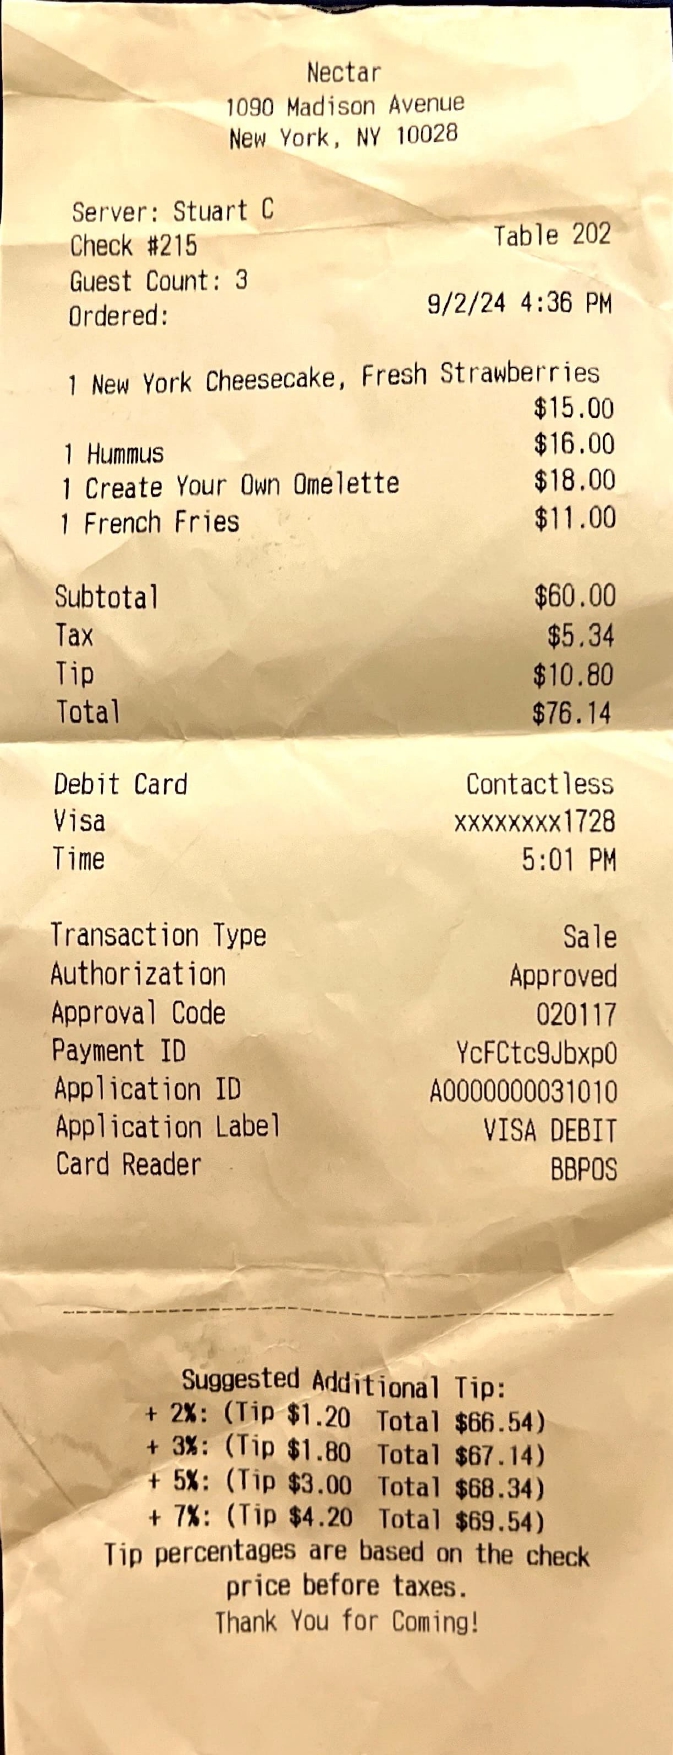 Nectar
1090 Madison Avenue
New York, NY 10028
Server: Stuart C
Check #215 Table 202
Guest Count: 3
Ordered: 9/2/24 4:36 PM
1 New York Cheesecake, Fresh Strawberries
$15.00
1 Hummus $16.00
1 Create Your Own Omelette $18.00
1 French Fries $11.00
Subtotal $60.00
Tax $5.34
Tip $10.80
Total $76.14
Debit Card Contactless
Visa xxxxxxxx1728
Time 5:01 PM
Transaction Type Sale
Authorization Approved
Approval Code 020117
Payment ID YcFCtc9Jbxp0
Application ID A0000000031010
Application Label VISA DEBIT
Card Reader BBPOS
Suggested Additional Tip:
+ 2%: (Tip $1.20 Total $66.54)
+ 3%: (Tip $1.80 Total $67.14)
+ 5%: (Tip $3.00 Total $68.34)
+ 7%: (Tip $4.20 Total $69.54)
Tip percentages are based on the check
price before taxes.
Thank You for Coming!